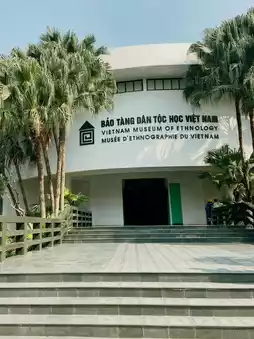 BẢO TÀNG DÂN TỘC HỌC VIỆT NAM
VIETNAM MUSEUM OF ETHNOLOGY
MUSÉE D'ETHNOGRAPHIE DU VIETNAM